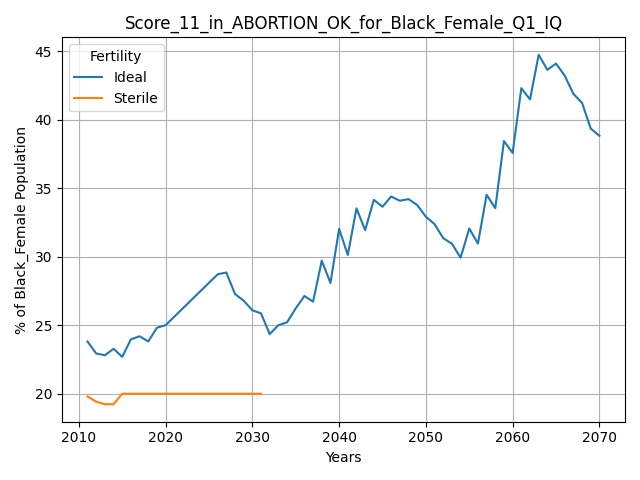 Score_11_in_ABORTION_OK_for_Black_Female_Q1_IQ
Fertility
Ideal
Sterile
% of Black_Female Population
45
40
35
30
25
20
2010 2020 2030 2040 2050 2060 2070
Years